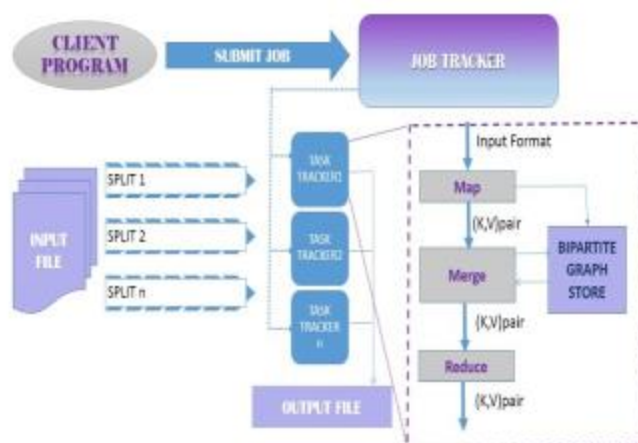 CLIENT
PROGRAM
SUBMIT JOB
JOB TRACKER
INPUT
FILE
SPLIT 1
SPLIT 2
SPLIT n
TASK
TRACKER1
TASK
TRACKER2
TASK
TRACKER
n
OUTPUT FILE
Input Format
Map
(K,V)pair
Merge
BIPARTITE
GRAPH
STORE
(K,V)pair
Reduce
(K,V)pair